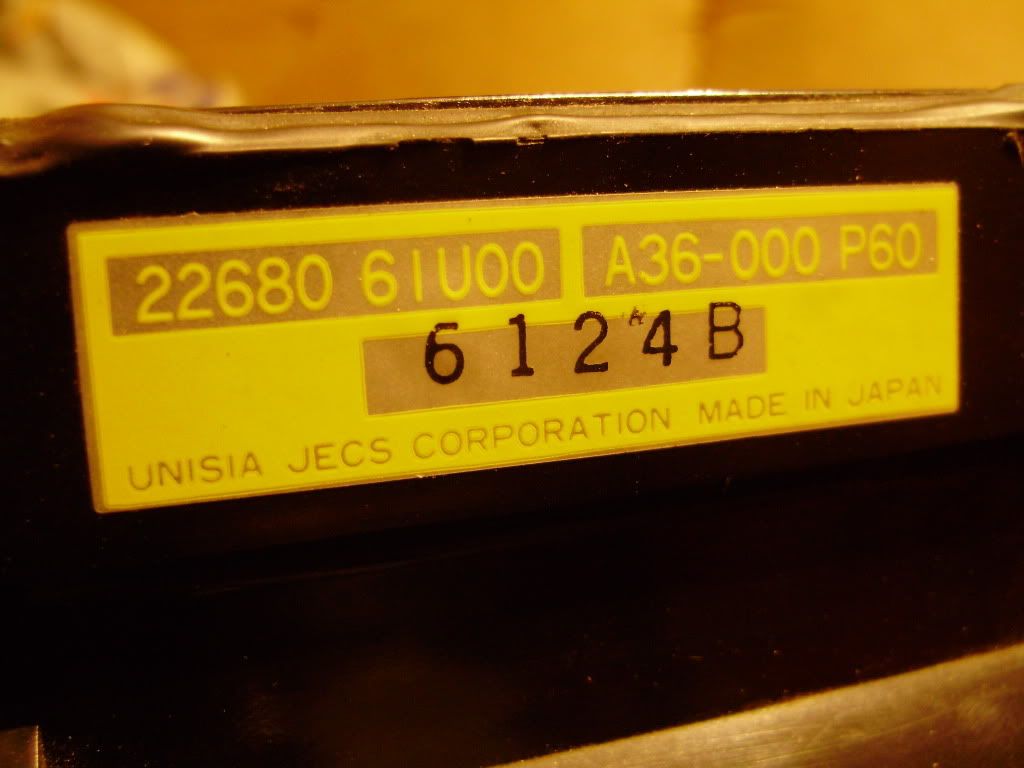 22680 61U00 A36-000 P60
6124B
UNISIA JECS CORPORATION MADE IN JAPAN